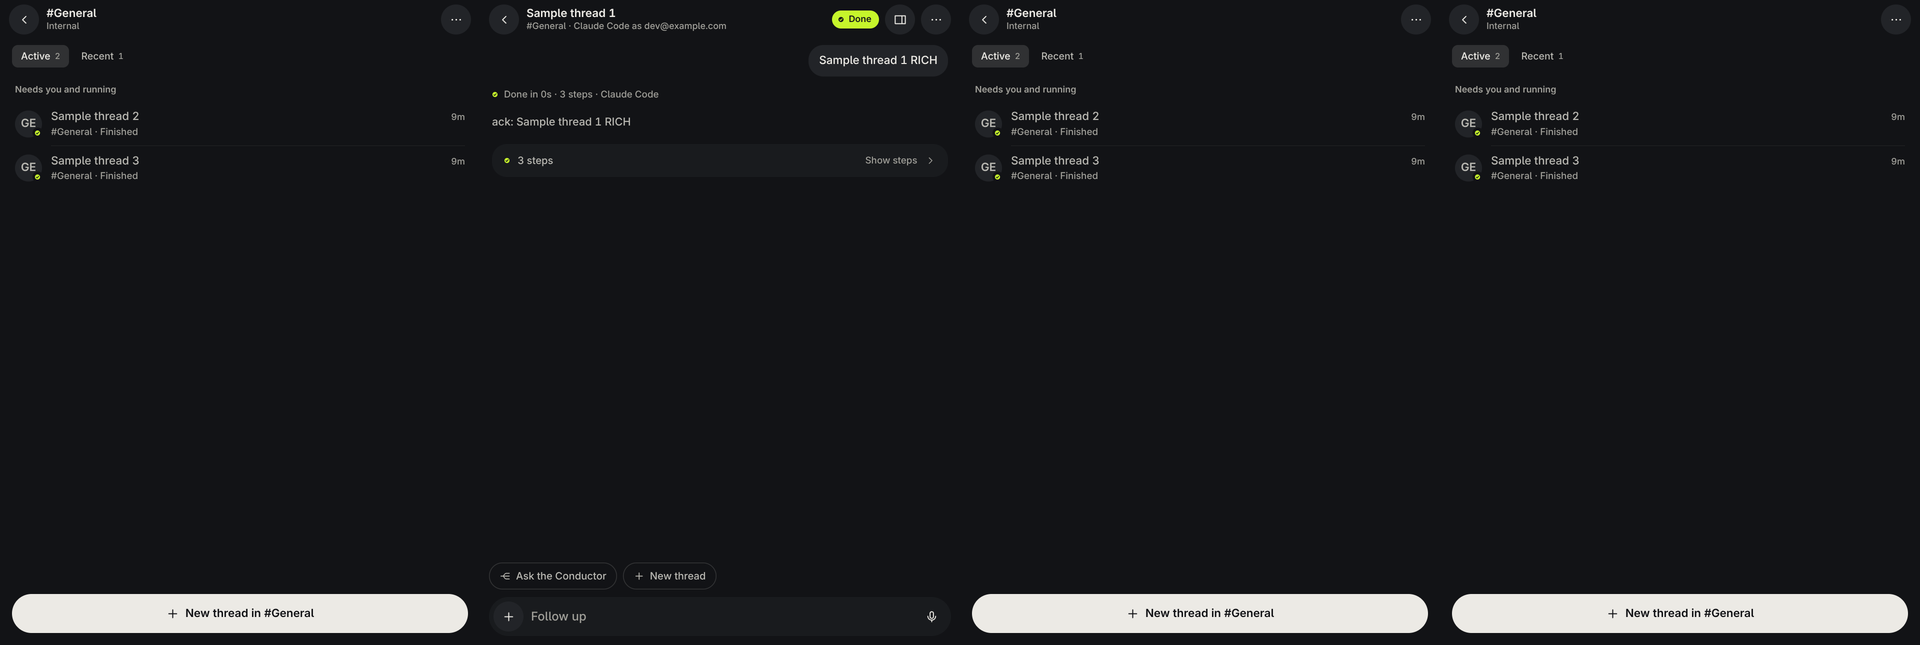 #General
Internal
Active 2
Recent 1
Needs you and running
GE
Sample thread 2
#General · Finished
9m
GE
Sample thread 3
#General · Finished
9m
+ New thread in #General
Sample thread 1
#General · Claude Code as dev@example.com
Done
Sample thread 1 RICH
Done in 0s · 3 steps · Claude Code
ack: Sample thread 1 RICH
3 steps
Show steps
Ask the Conductor
+ New thread
+ Follow up
#General
Internal
Active 2
Recent 1
Needs you and running
GE
Sample thread 2
#General · Finished
9m
GE
Sample thread 3
#General · Finished
9m
+ New thread in #General
#General
Internal
Active 2
Recent 1
Needs you and running
GE
Sample thread 2
#General · Finished
9m
GE
Sample thread 3
#General · Finished
9m
+ New thread in #General